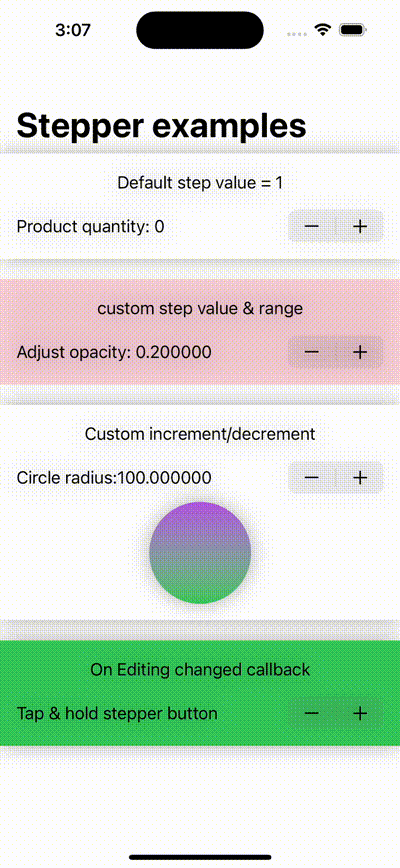 3:07
Stepper examples
Default step value = 1
Product quantity: 0
custom step value & range
Adjust opacity: 0.200000
Custom increment/decrement
Circle radius:100.000000
On Editing changed callback
Tap & hold stepper button